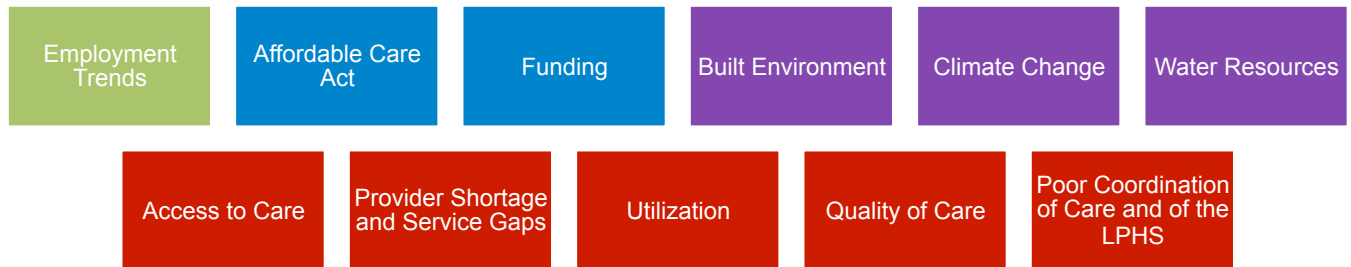 Employment
Trends
Affordable Care
Act
Funding
Built Environment
Climate Change
Water Resources
Access to Care
Provider Shortage
and Service Gaps
Utilization
Quality of Care
Poor Coordination
of Care and of the
LPHS